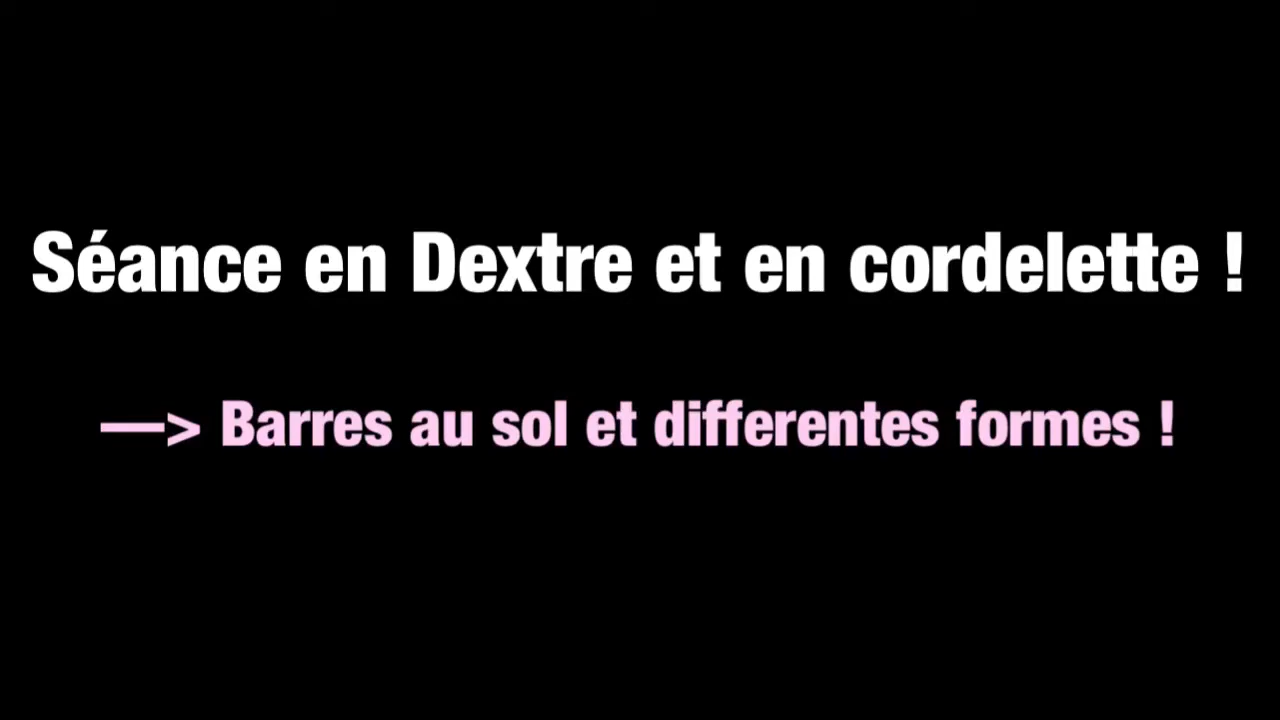 Séance en Dextre et en cordelette !
—> Barres au sol et differentes formes !